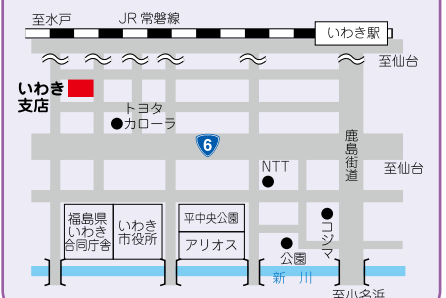 至水戸
JR 常磐線
いわき駅
至仙台
いわき
支店
トヨタ
カローラ
6
鹿島街道
NTT
至仙台
福島県
いわき
合同庁舎
いわき
市役所
平中央公園
アリオス
コジマ
公園
新 川
至小名浜